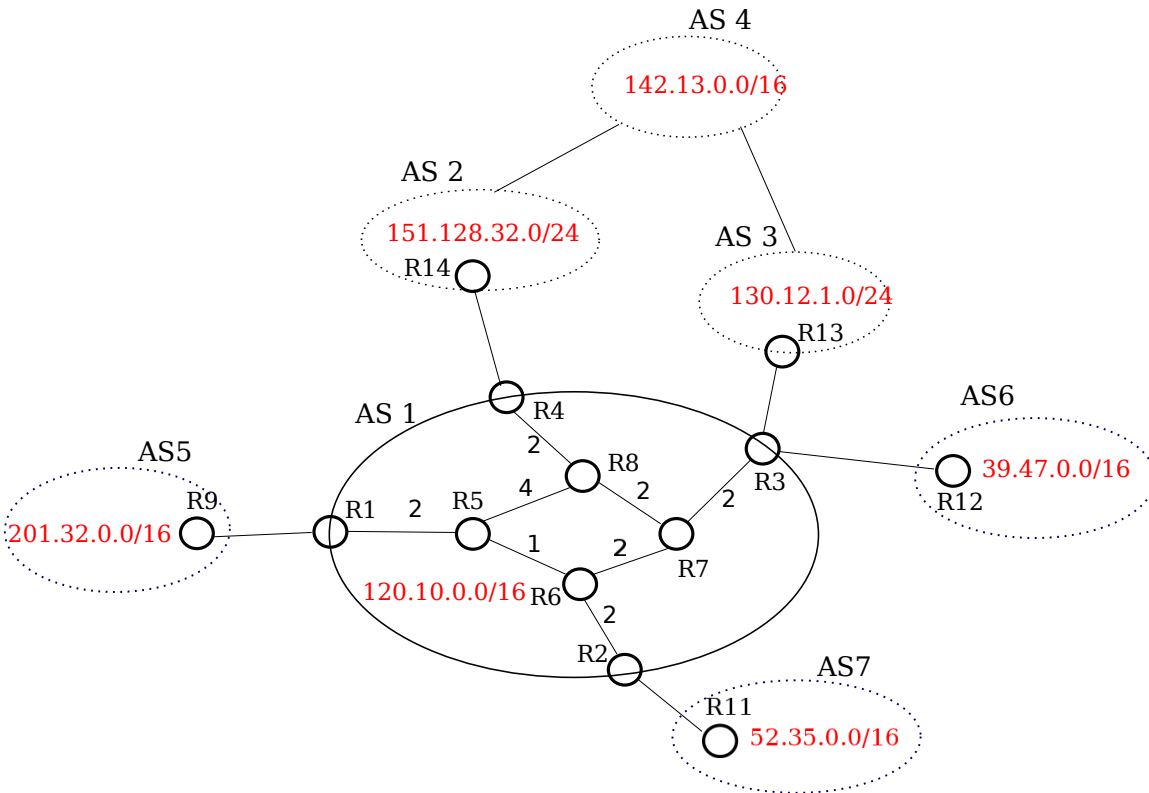 AS 4
142.13.0.0/16
AS 2
151.128.32.0/24
R14
AS 3
130.12.1.0/24
R13
AS 1
R4
2
AS6
39.47.0.0/16
R12
AS5
R9
201.32.0.0/16
R1
2
R5
4
R8
2
2
R3
1
2
R7
120.10.0.0/16
R6
2
R2
AS7
R11
52.35.0.0/16